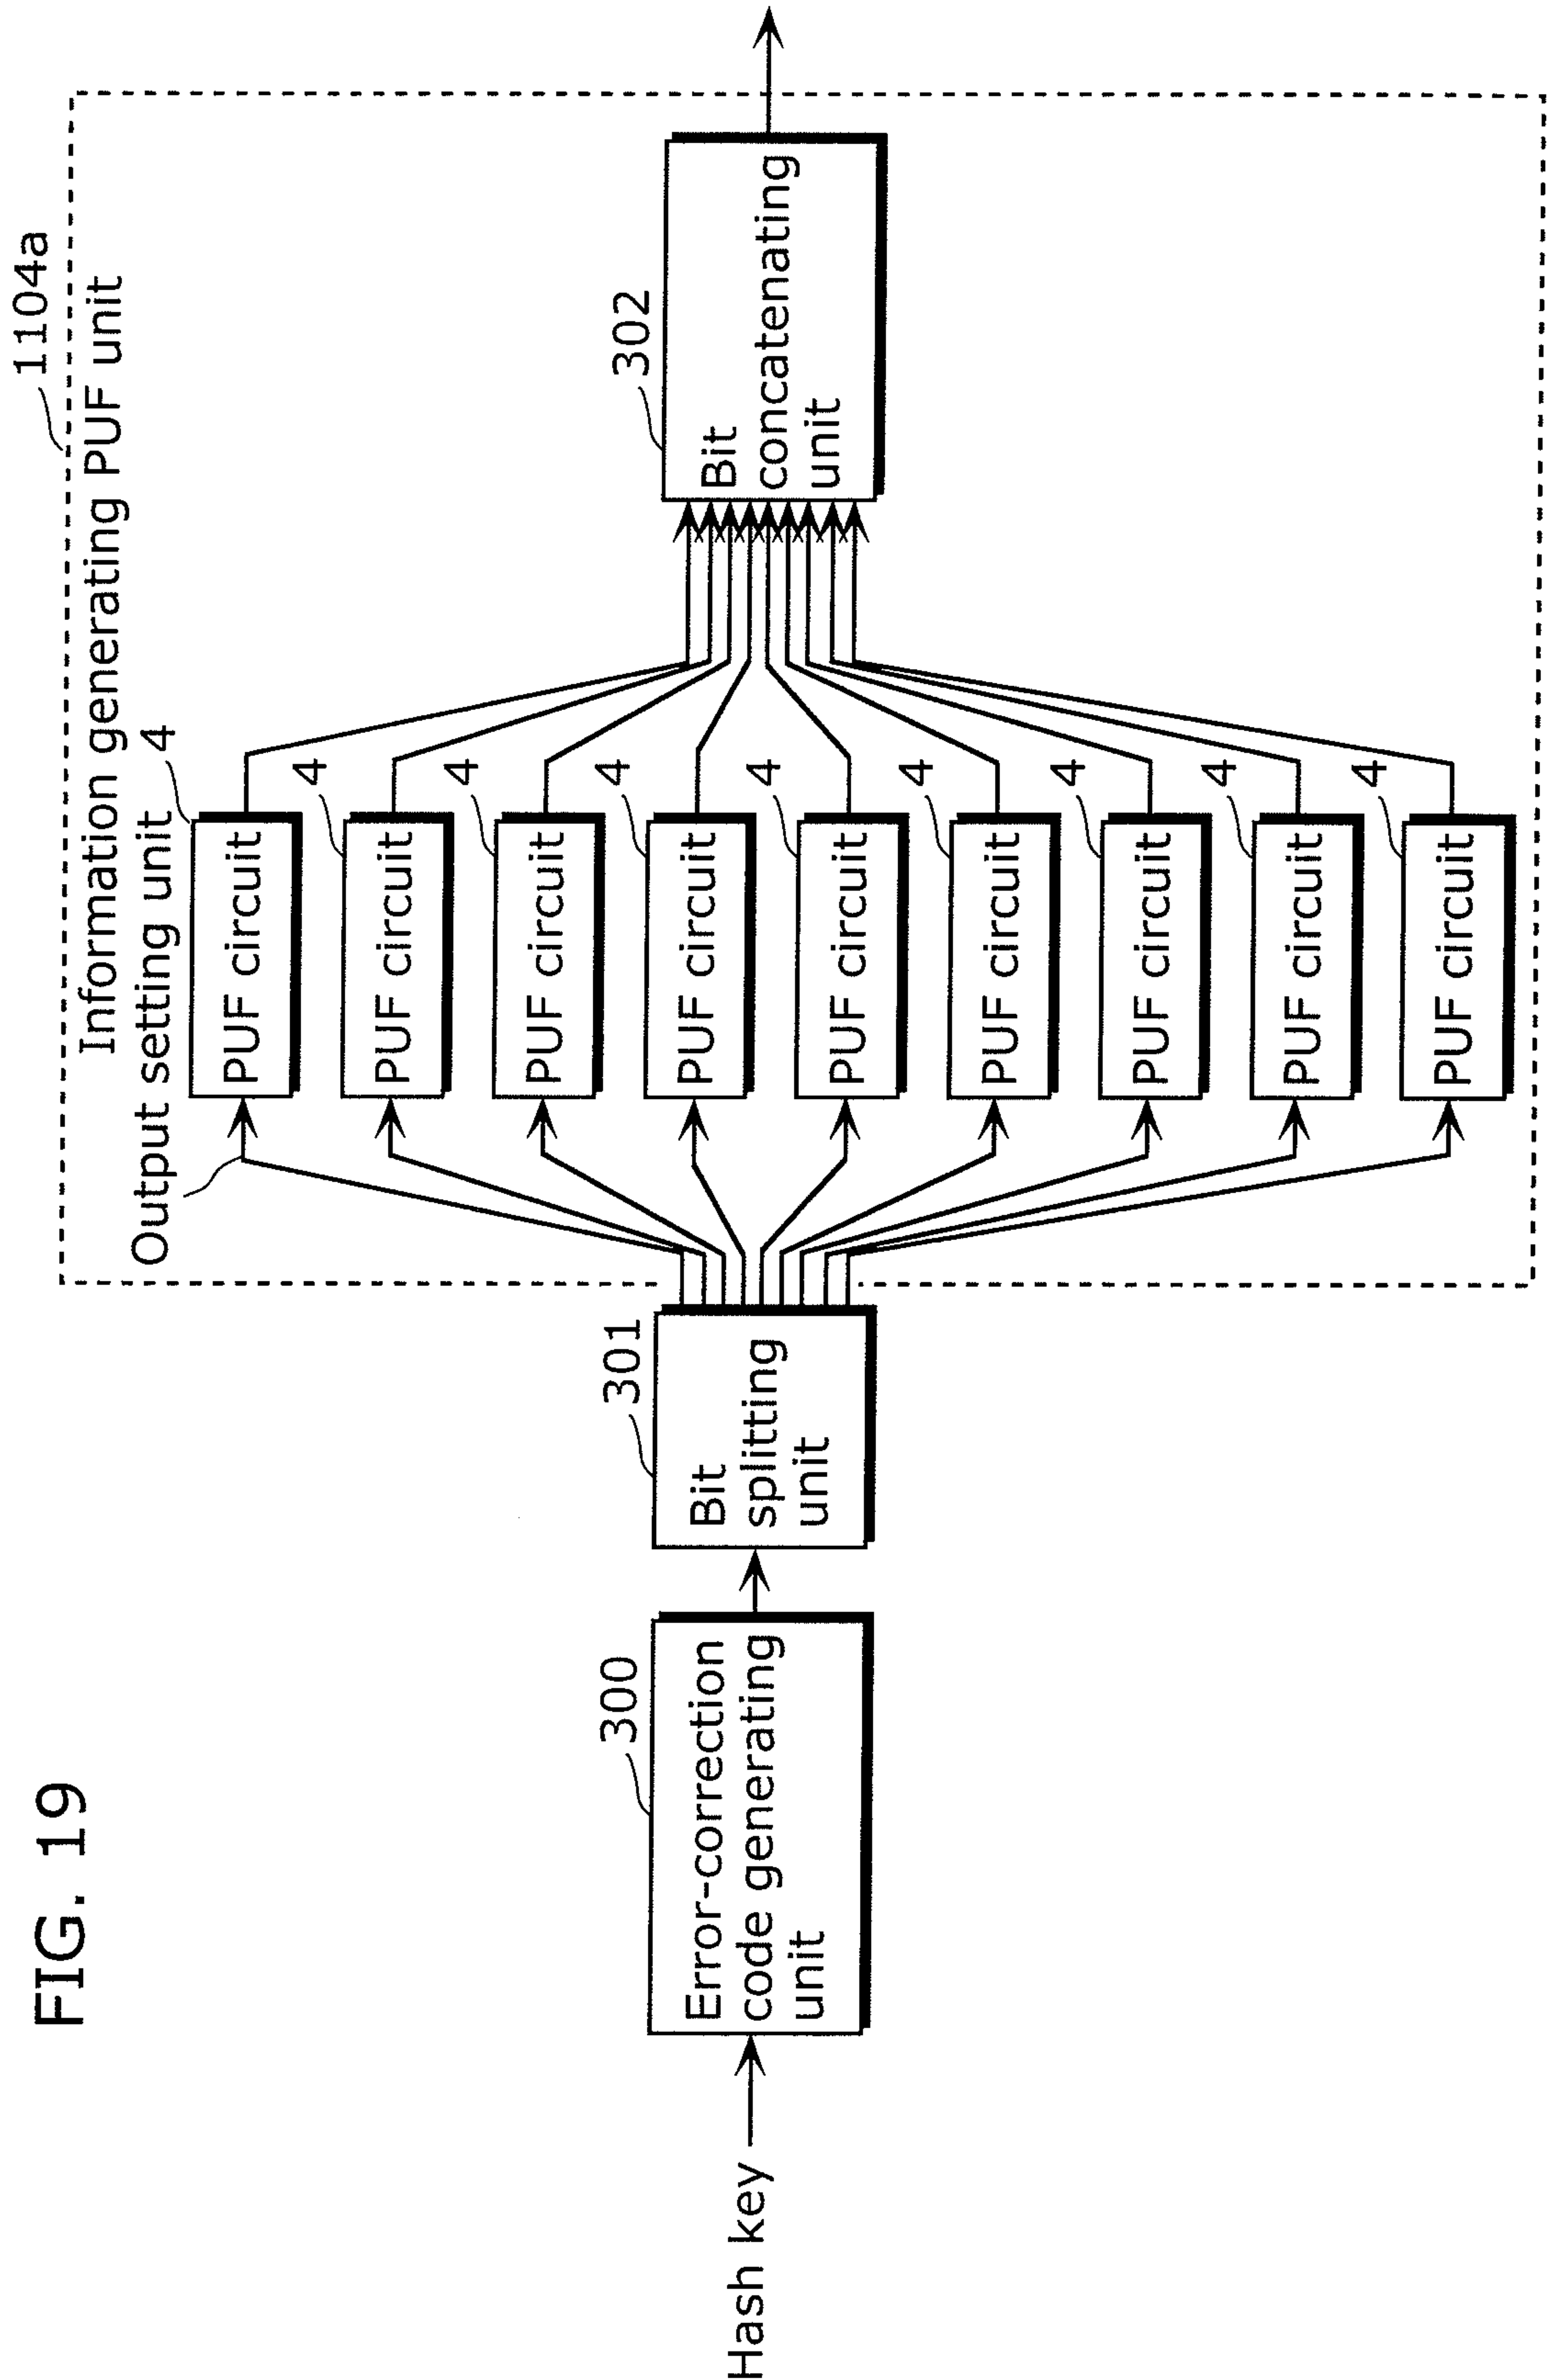 FIG. 19
1104a
Information generating PUF unit
Output setting unit
4
PUF circuit
4
PUF circuit
4
PUF circuit
4
PUF circuit
4
PUF circuit
4
PUF circuit
4
PUF circuit
4
PUF circuit
4
PUF circuit
Hash key
300
Error-correction
code generating
unit
301
Bit
splitting
unit
302
Bit
concatenating
unit